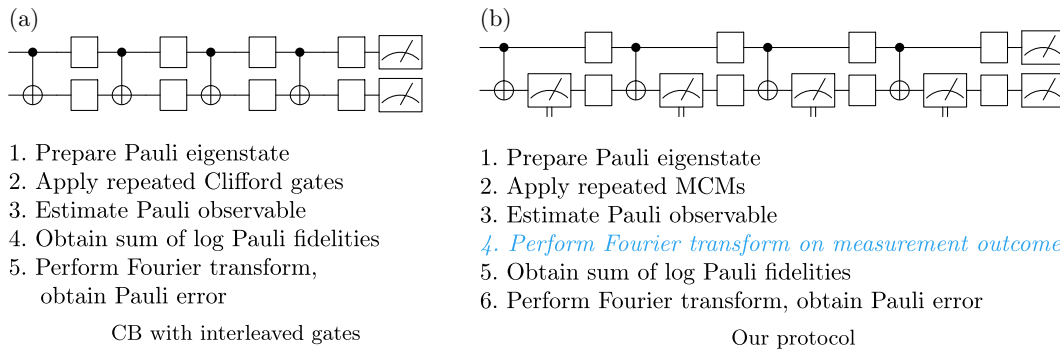 (a)
1. Prepare Pauli eigenstate
2. Apply repeated Clifford gates
3. Estimate Pauli observable
4. Obtain sum of log Pauli fidelities
5. Perform Fourier transform,
obtain Pauli error
CB with interleaved gates
(b)
1. Prepare Pauli eigenstate
2. Apply repeated MCMs
3. Estimate Pauli observable
4. Perform Fourier transform on measurement outcome
5. Obtain sum of log Pauli fidelities
6. Perform Fourier transform, obtain Pauli error
Our protocol